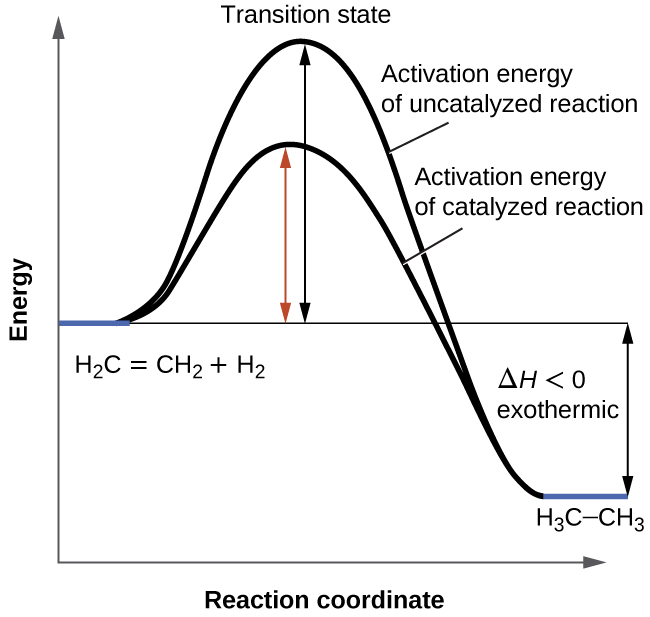 Transition state
Activation energy
of uncatalyzed reaction
Activation energy
of catalyzed reaction
Energy
H₂C = CH₂ + H₂
ΔH < 0
exothermic
H₃C–CH₃
Reaction coordinate